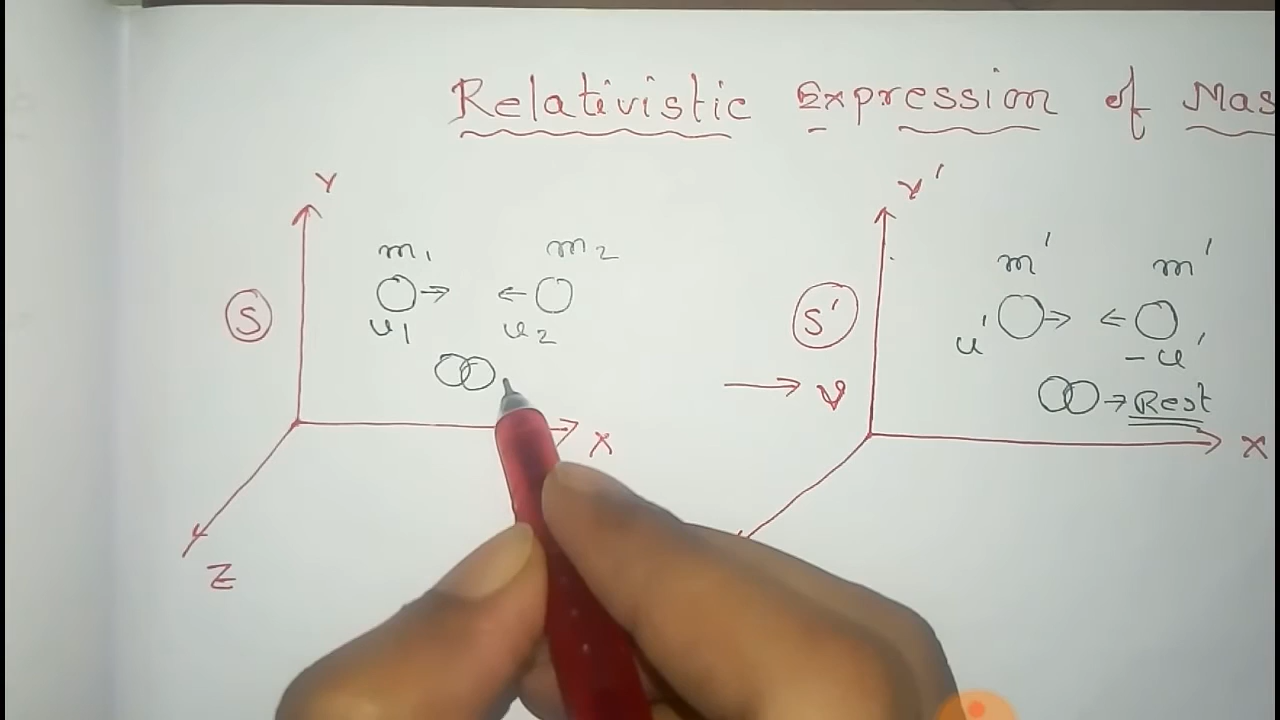 Relativistic Expression of Mas
Y
Y'
m1
m2
m'
m'
S
S'
u1
u2
u'
-u'
→ v
→ Rest
X
X
Z